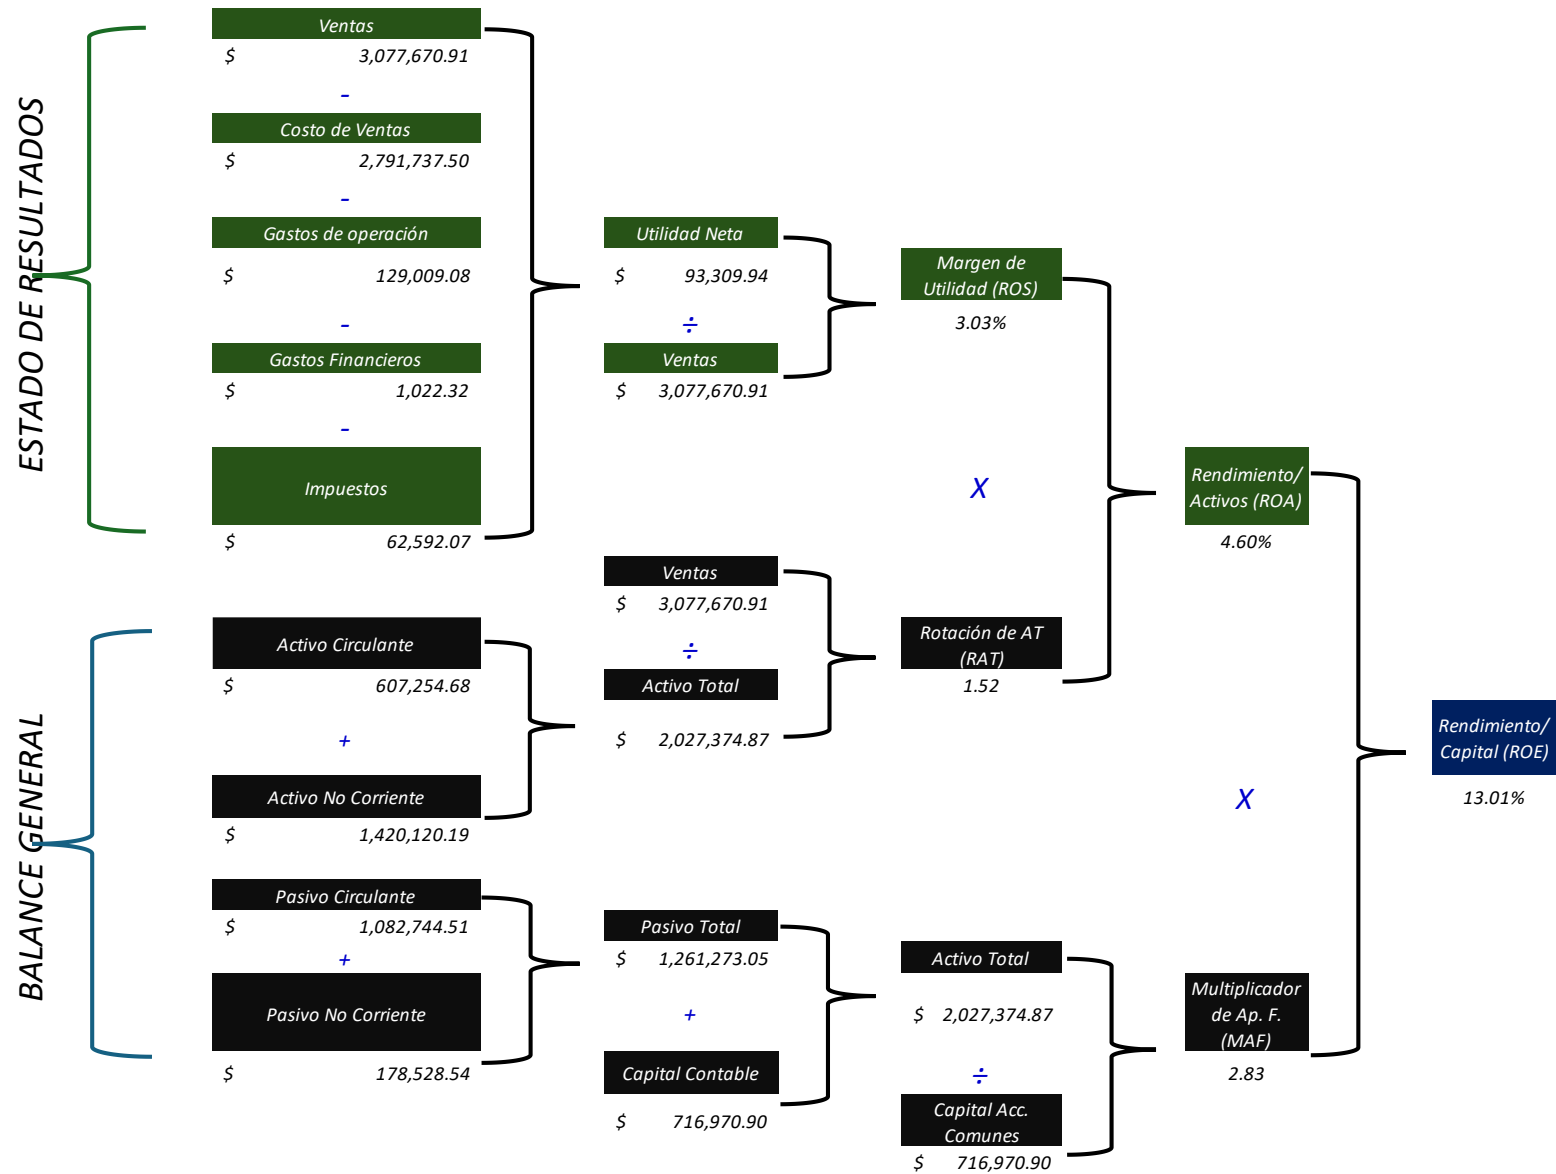 ESTADO DE RESULTADOS
Ventas
$ 3,077,670.91
-
Costo de Ventas
$ 2,791,737.50
-
Gastos de operación
$ 129,009.08
-
Gastos Financieros
$ 1,022.32
-
Impuestos
$ 62,592.07
Utilidad Neta
$ 93,309.94
÷
Ventas
$ 3,077,670.91
Margen de
Utilidad (ROS)
3.03%
X
Ventas
$ 3,077,670.91
÷
Activo Total
$ 2,027,374.87
Rotación de AT
(RAT)
1.52
Rendimiento/
Activos (ROA)
4.60%
X
Rendimiento/
Capital (ROE)
13.01%
BALANCE GENERAL
Activo Circulante
$ 607,254.68
+
Activo No Corriente
$ 1,420,120.19
Pasivo Circulante
$ 1,082,744.51
+
Pasivo No Corriente
$ 178,528.54
Pasivo Total
$ 1,261,273.05
+
Capital Contable
$ 716,970.90
Activo Total
$ 2,027,374.87
÷
Capital Acc.
Comunes
$ 716,970.90
Multiplicador
de Ap. F.
(MAF)
2.83